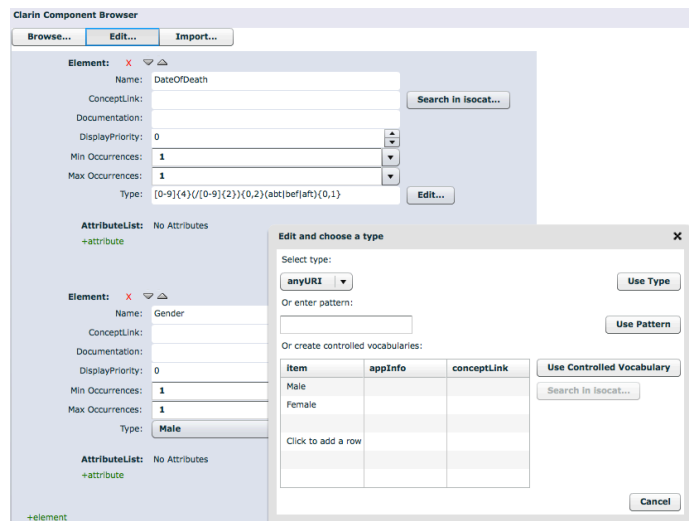 Clarin Component Browser
Browse... Edit... Import...
Element: X
Name: DateOfDeath
ConceptLink: Search in isocat...
Documentation:
DisplayPriority: 0
Min Occurrences: 1
Max Occurrences: 1
Type: [0-9]{4}(/[0-9]{2}){0,2}(abt|bef|aft){0,1} Edit...
AttributeList: No Attributes
+attribute
Element: X
Name: Gender
ConceptLink:
Documentation:
DisplayPriority: 0
Min Occurrences: 1
Max Occurrences: 1
Type: Male
AttributeList: No Attributes
+attribute
+element
Edit and choose a type X
Select type:
anyURI Use Type
Or enter pattern:
Use Pattern
Or create controlled vocabularies:
item appInfo conceptLink Use Controlled Vocabulary
Male Search in isocat...
Female
Click to add a row
Cancel